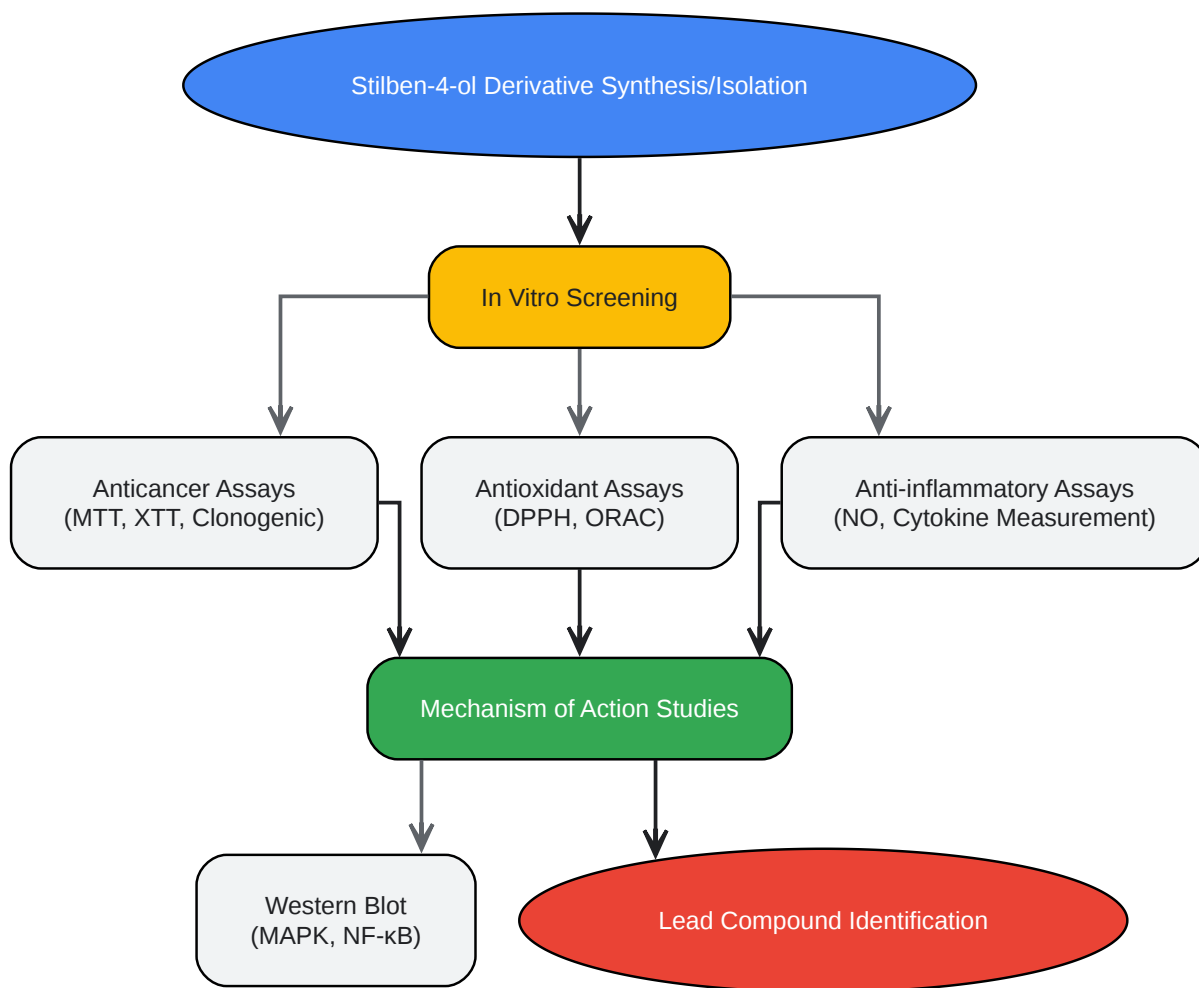 Stilben-4-ol Derivative Synthesis/Isolation
In Vitro Screening
Anticancer Assays
(MTT, XTT, Clonogenic)
Antioxidant Assays
(DPPH, ORAC)
Anti-inflammatory Assays
(NO, Cytokine Measurement)
Mechanism of Action Studies
Western Blot
(MAPK, NF-κB)
Lead Compound Identification